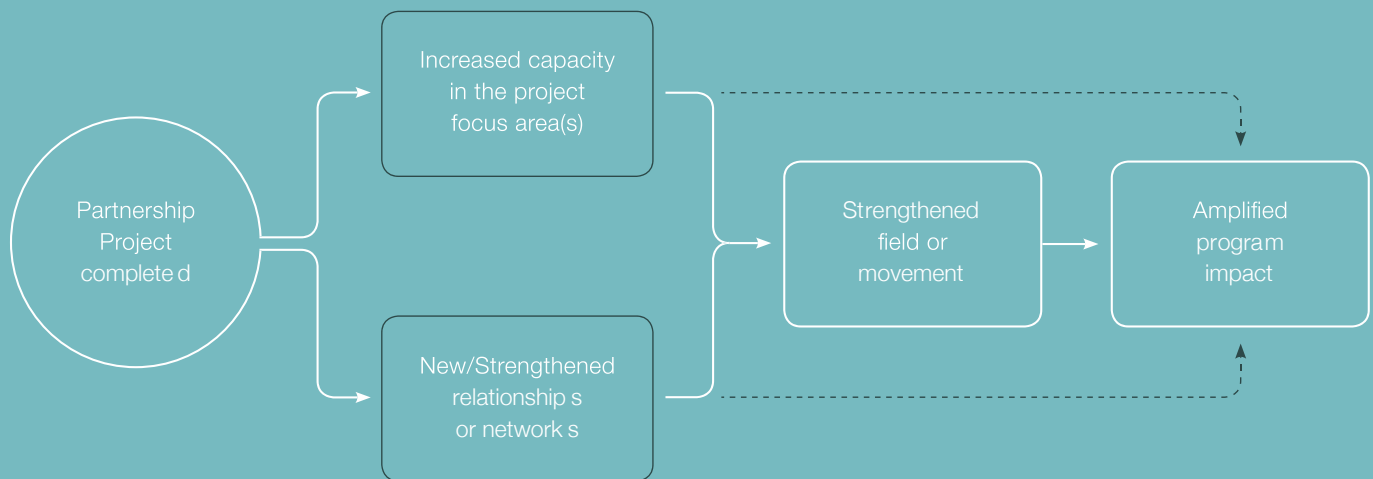 Partnership
Project
complete d
Increased capacity
in the project
focus area(s)
New/Strengthened
relationship s
or network s
Strengthened
field or
movement
Amplified
program
impact